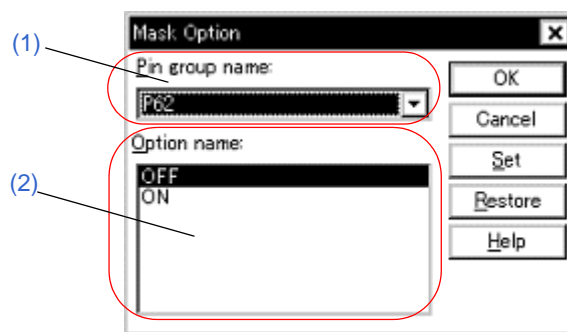 Mask Option
(1)
Pin group name:
P62
OK
Cancel
Option name:
Set
OFF
(2)
ON
Restore
Help